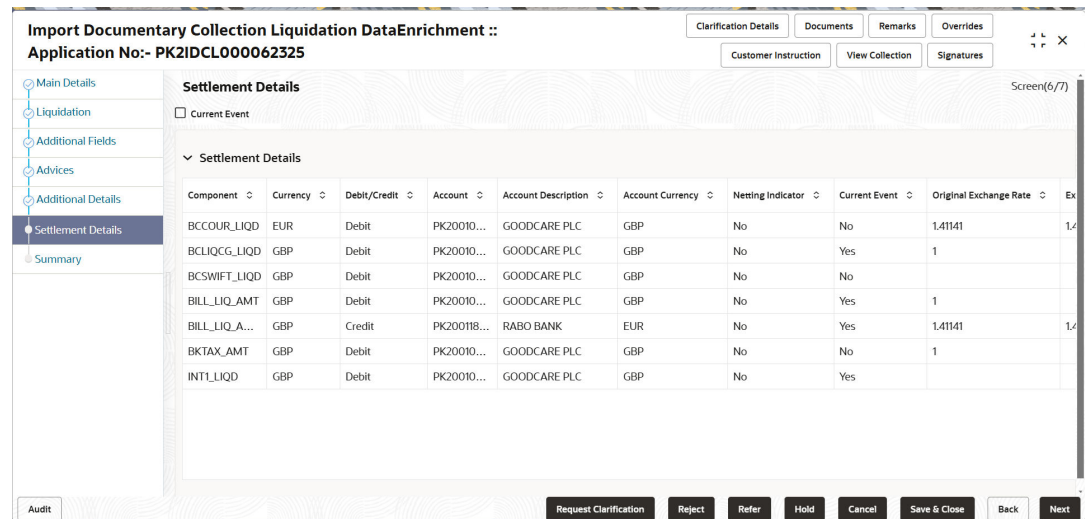 Import Documentary Collection Liquidation DataEnrichment ::
Application No:- PK2IDCL000062325
Clarification Details
Documents
Remarks
Overrides
Customer Instruction
View Collection
Signatures
Main Details
Liquidation
Additional Fields
Advices
Additional Details
Settlement Details
Summary
Settlement Details
Screen(6/7)
Current Event
Settlement Details
Component Currency Debit/Credit Account Account Description Account Currency Netting Indicator Current Event Original Exchange Rate Ex
BCCOUR_LIQD EUR Debit PK20010... GOODCARE PLC GBP No No 1.41141 1.4
BCLIQCG_LIQD GBP Debit PK20010... GOODCARE PLC GBP No Yes 1
BCSWIFT_LIQD GBP Debit PK20010... GOODCARE PLC GBP No No
BILL_LIQ_AMT GBP Debit PK20010... GOODCARE PLC GBP No Yes 1
BILL_LIQ_A... GBP Credit PK200118... RABO BANK EUR No Yes 1.41141 1.4
BKTAX_AMT GBP Debit PK20010... GOODCARE PLC GBP No No 1
INT1_LIQD GBP Debit PK20010... GOODCARE PLC GBP No Yes
Audit
Request Clarification
Reject
Refer
Hold
Cancel
Save & Close
Back
Next